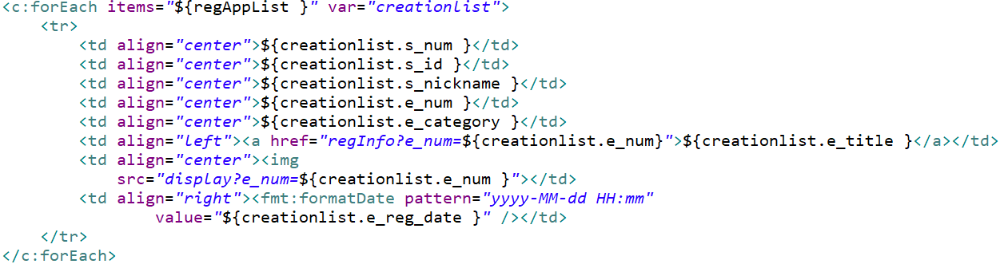 <c:forEach items="${regAppList }" var="creationlist">
<tr>
<td align="center">${creationlist.s_num }</td>
<td align="center">${creationlist.s_id }</td>
<td align="center">${creationlist.s_nickname }</td>
<td align="center">${creationlist.e_num }</td>
<td align="center">${creationlist.e_category }</td>
<td align="left"><a href="regInfo?e_num=${creationlist.e_num}">${creationlist.e_title }</a></td>
<td align="center"><img
src="display?e_num=${creationlist.e_num }"></td>
<td align="right"><fmt:formatDate pattern="yyyy-MM-dd HH:mm"
value="${creationlist.e_reg_date }" /></td>
</tr>
</c:forEach>